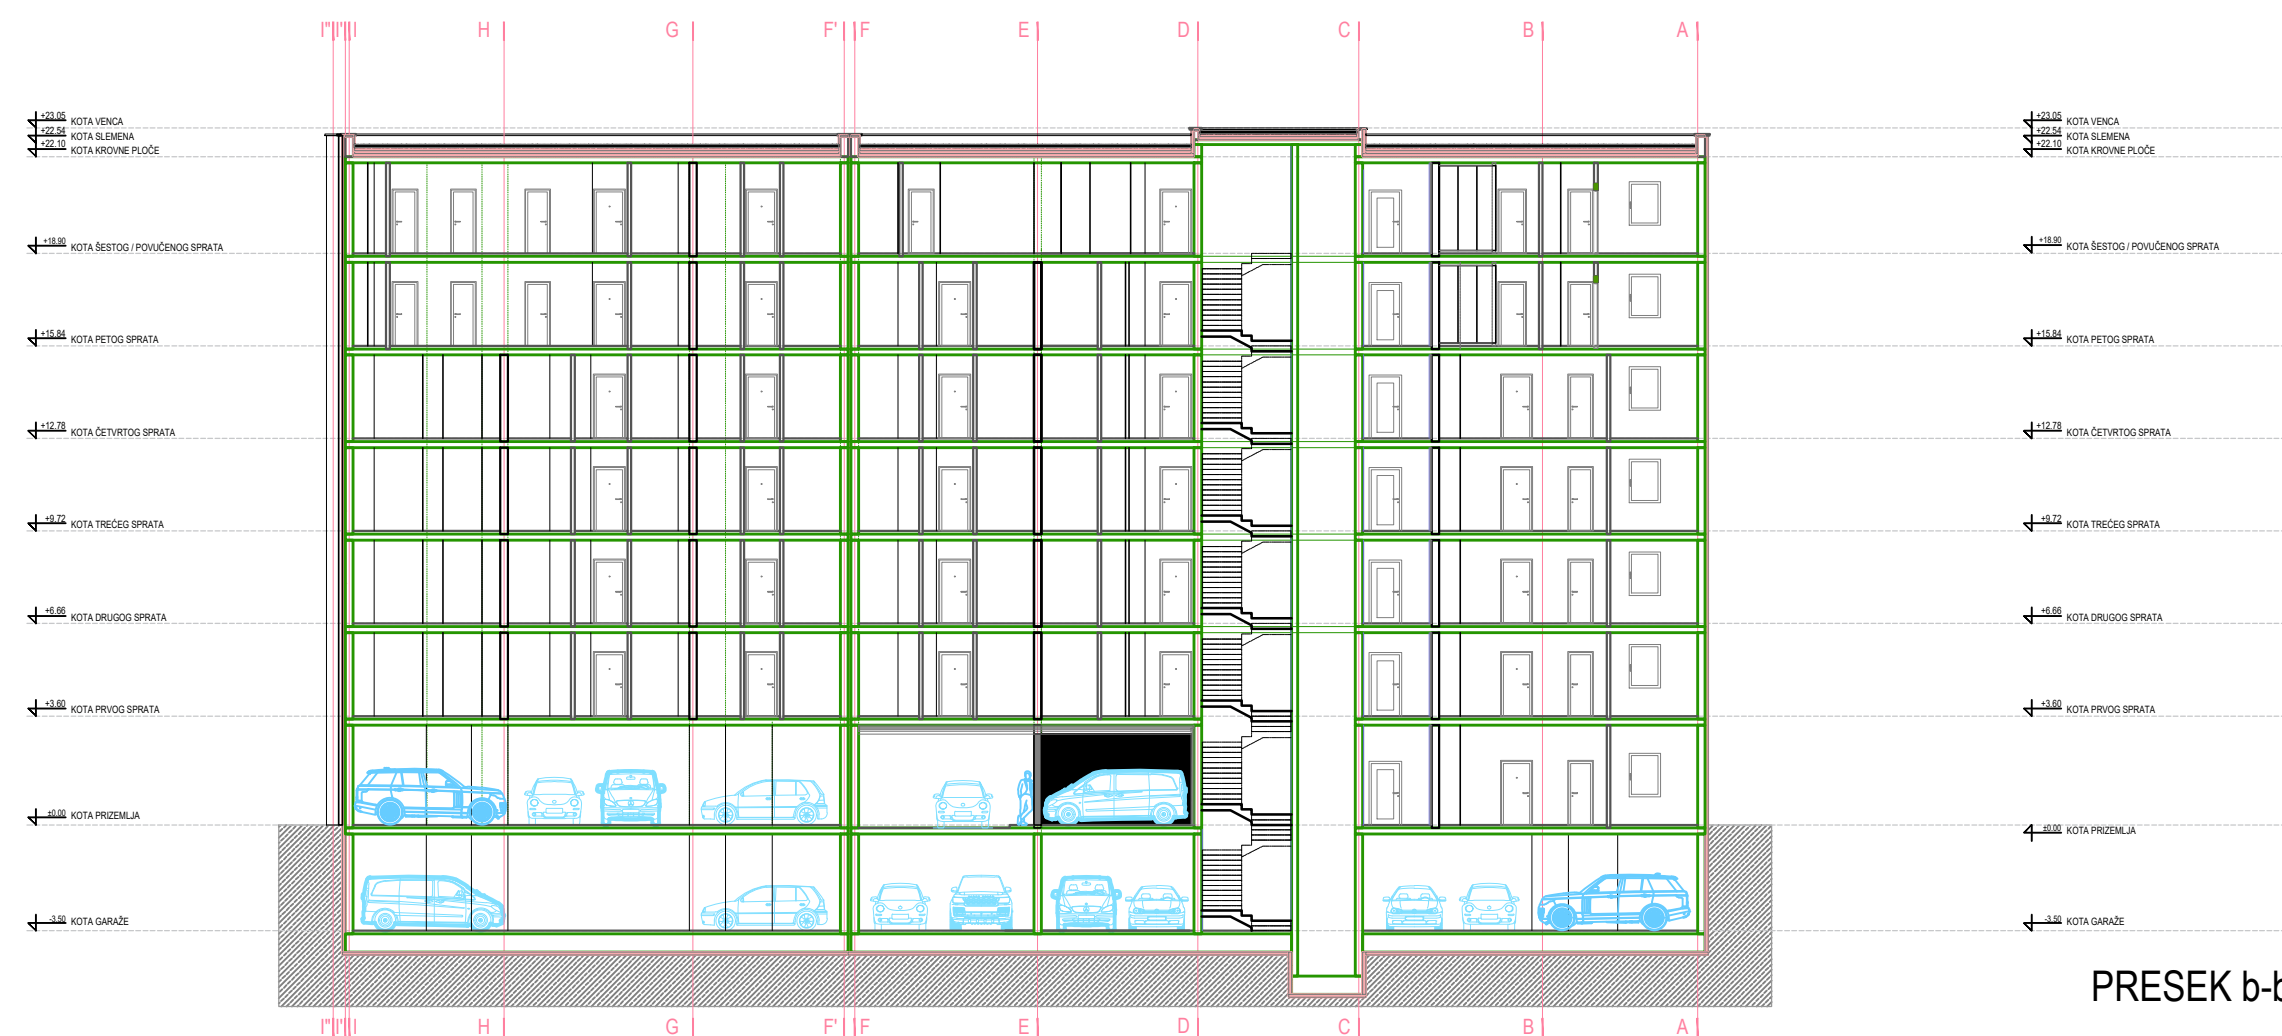 I" I' I H G F' F E D C B A
+23.05 KOTA VENCA
+22.54 KOTA SLEMENA
+22.10 KOTA KROVNE PLOČE
+18.90 KOTA ŠESTOG / POVUČENOG SPRATA
+15.84 KOTA PETOG SPRATA
+12.78 KOTA ČETVRTOG SPRATA
+9.72 KOTA TREĆEG SPRATA
+6.66 KOTA DRUGOG SPRATA
+3.60 KOTA PRVOG SPRATA
±0.00 KOTA PRIZEMLJA
-3.50 KOTA GARAŽE
+23.05 KOTA VENCA
+22.54 KOTA SLEMENA
+22.10 KOTA KROVNE PLOČE
+18.90 KOTA ŠESTOG / POVUČENOG SPRATA
+15.84 KOTA PETOG SPRATA
+12.78 KOTA ČETVRTOG SPRATA
+9.72 KOTA TREĆEG SPRATA
+6.66 KOTA DRUGOG SPRATA
+3.60 KOTA PRVOG SPRATA
±0.00 KOTA PRIZEMLJA
-3.50 KOTA GARAŽE
PRESEK b-b
I" I' I H G F' F E D C B A